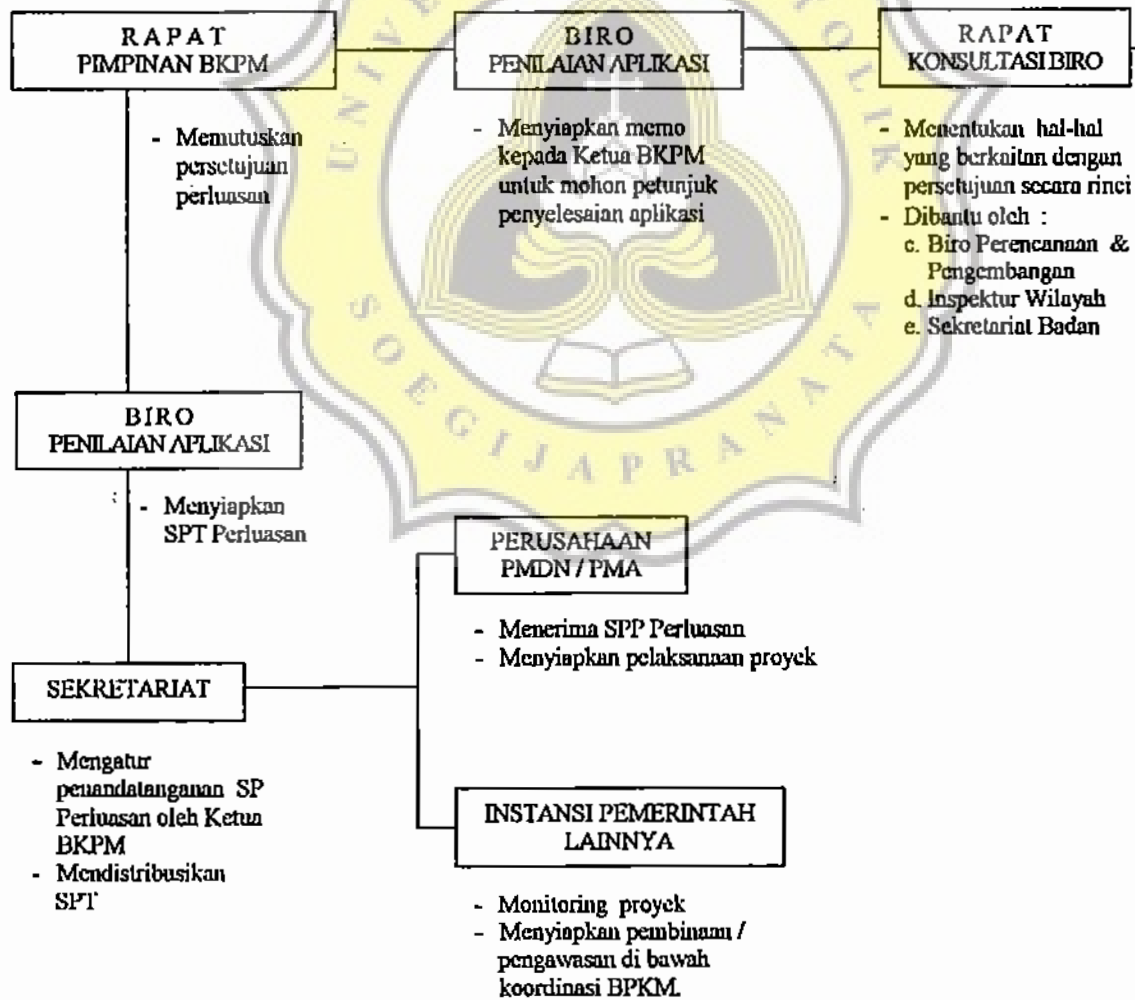 RAPAT
PIMPINAN BKPM
- Memutuskan
persetujuan
perluasan
BIRO
PENILAIAN APLIKASI
- Menyiapkan memo
kepada Ketua BKPM
untuk mohon petunjuk
penyelesaian aplikasi
RAPAT
KONSULTASI BIRO
- Menentukan hal-hal
yang berkaitan dengan
persetujuan secara rinci
- Dibantu oleh :
c. Biro Perencanaan &
Pengembangan
d. Inspektur Wilayah
e. Sekretariat Badan
BIRO
PENILAIAN APLIKASI
- Menyiapkan
SPT Perluasan
PERUSAHAAN
PMDN / PMA
- Menerima SPP Perluasan
- Menyiapkan pelaksanaan proyek
SEKRETARIAT
- Mengatur
penandatanganan SP
Perluasan oleh Ketua
BKPM
- Mendistribusikan
SPT
INSTANSI PEMERINTAH
LAINNYA
- Monitoring proyek
- Menyiapkan pembinaan /
pengawasan di bawah
koordinasi BPKM.
SOEGIJAPRANATA